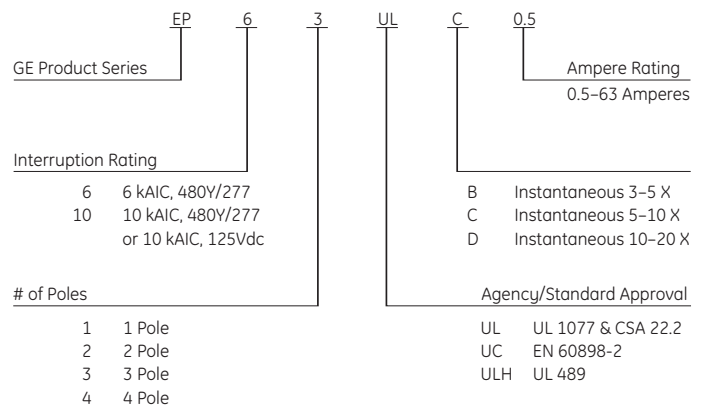 EP 6 3 UL C 0.5
GE Product Series
Ampere Rating
0.5–63 Amperes
Interruption Rating
6 6 kAIC, 480Y/277
10 10 kAIC, 480Y/277
or 10 kAIC, 125Vdc
B Instantaneous 3–5 X
C Instantaneous 5–10 X
D Instantaneous 10–20 X
# of Poles
1 1 Pole
2 2 Pole
3 3 Pole
4 4 Pole
Agency/Standard Approval
UL UL 1077 & CSA 22.2
UC EN 60898-2
ULH UL 489